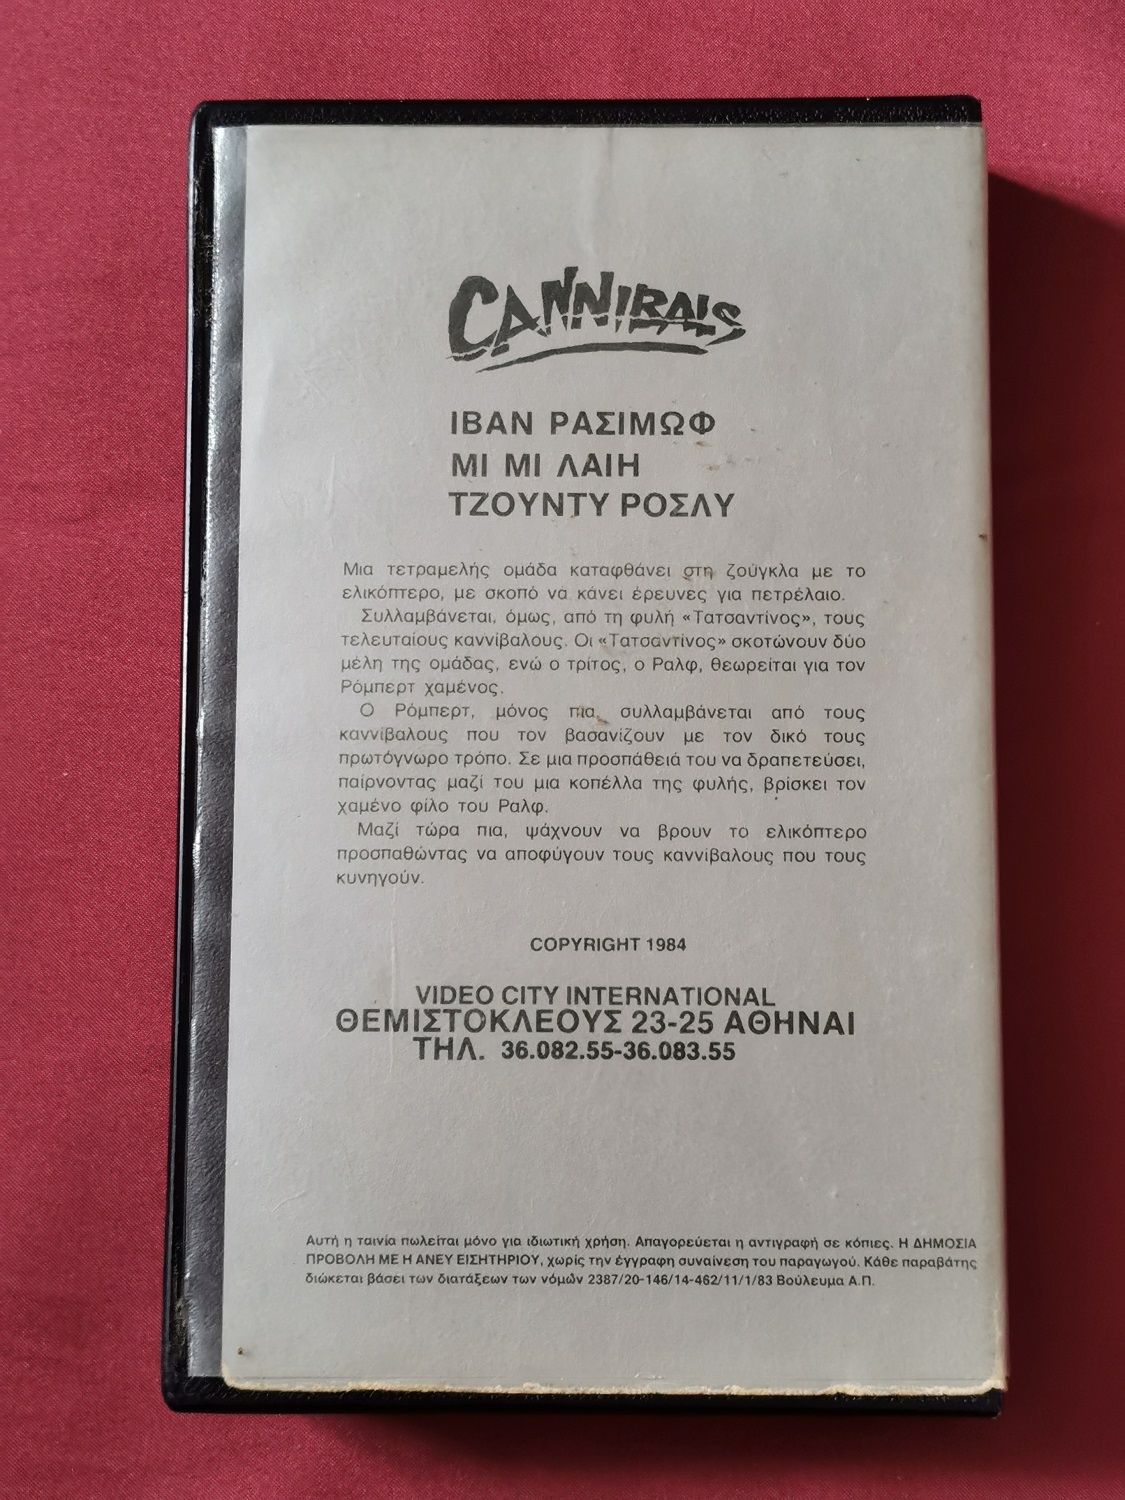 CANNIBALS
ΙΒΑΝ ΡΑΣΙΜΩΦ
ΜΙ ΜΙ ΛΑΙΗ
ΤΖΟΥΝΤΥ ΡΟΣΛΥ
Μια τετραμελής ομάδα καταφθάνει στη ζούγκλα με το
ελικόπτερο, με σκοπό να κάνει έρευνες για πετρέλαιο.
Συλλαμβάνεται, όμως, από τη φυλή «Τατσαντίνος», τους
τελευταίους καννίβαλους. Οι «Τατσαντίνος» σκοτώνουν δύο
μέλη της ομάδας, ενώ ο τρίτος, ο Ραλφ, θεωρείται για τον
Ρόμπερτ χαμένος.
Ο Ρόμπερτ, μόνος πια, συλλαμβάνεται από τους
καννίβαλους που τον βασανίζουν με τον δικό τους
πρωτόγνωρο τρόπο. Σε μια προσπάθειά του να δραπετεύσει,
παίρνοντας μαζί του μια κοπέλλα της φυλής, βρίσκει τον
χαμένο φίλο του Ραλφ.
Μαζί τώρα πια, ψάχνουν να βρουν το ελικόπτερο
προσπαθώντας να αποφύγουν τους καννίβαλους που τους
κυνηγούν.
COPYRIGHT 1984
VIDEO CITY INTERNATIONAL
ΘΕΜΙΣΤΟΚΛΕΟΥΣ 23-25 ΑΘΗΝΑΙ
ΤΗΛ. 36.082.55-36.083.55
Αυτή η ταινία πωλείται μόνο για ιδιωτική χρήση. Απαγορεύεται η αντιγραφή σε κόπιες. Η ΔΗΜΟΣΙΑ
ΠΡΟΒΟΛΗ ΜΕ Η ΑΝΕΥ ΕΙΣΗΤΗΡΙΟΥ, χωρίς την έγγραφη συναίνεση του παραγωγού. Κάθε παραβάτης
διώκεται βάσει των διατάξεων των νόμών 2387/20-146/14-462/11/1/83 Βούλευμα Α.Π.